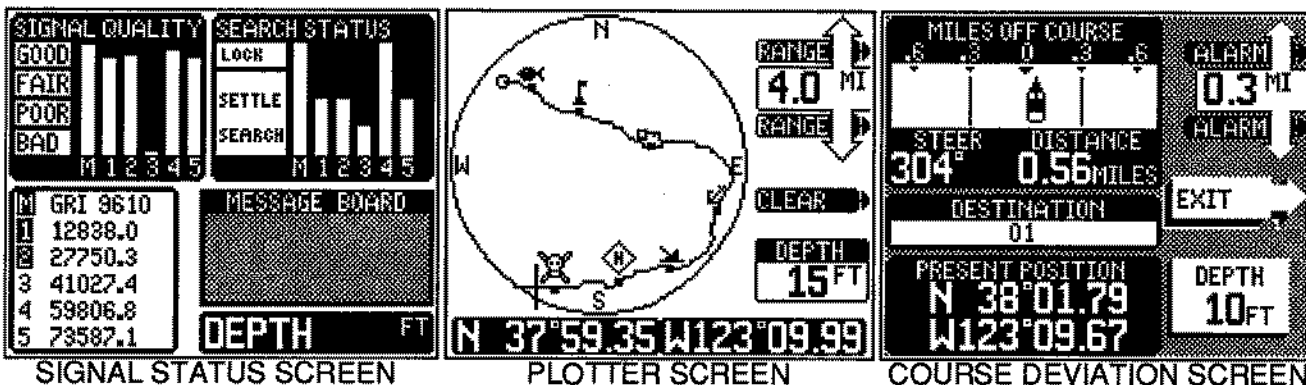 SIGNAL QUALITY
GOOD
FAIR
POOR
BAD
M 1 2 3 4 5
SEARCH STATUS
LOCK
SETTLE
SEARCH
M 1 2 3 4 5
M GRI 9610
1 12838.0
2 27750.3
3 41027.4
4 59806.8
5 73587.1
MESSAGE BOARD
DEPTH FT
SIGNAL STATUS SCREEN
N
W
E
S
H
RANGE
4.0 MI
RANGE
CLEAR
DEPTH
15 FT
N 37°59.35 W123°09.99
PLOTTER SCREEN
MILES OFF COURSE
.6 .3 0 .3 .6
STEER DISTANCE
304° 0.56 MILES
DESTINATION
01
PRESENT POSITION
N 38°01.79
W123°09.67
ALARM
0.3 MI
ALARM
EXIT
DEPTH
10 FT
COURSE DEVIATION SCREEN